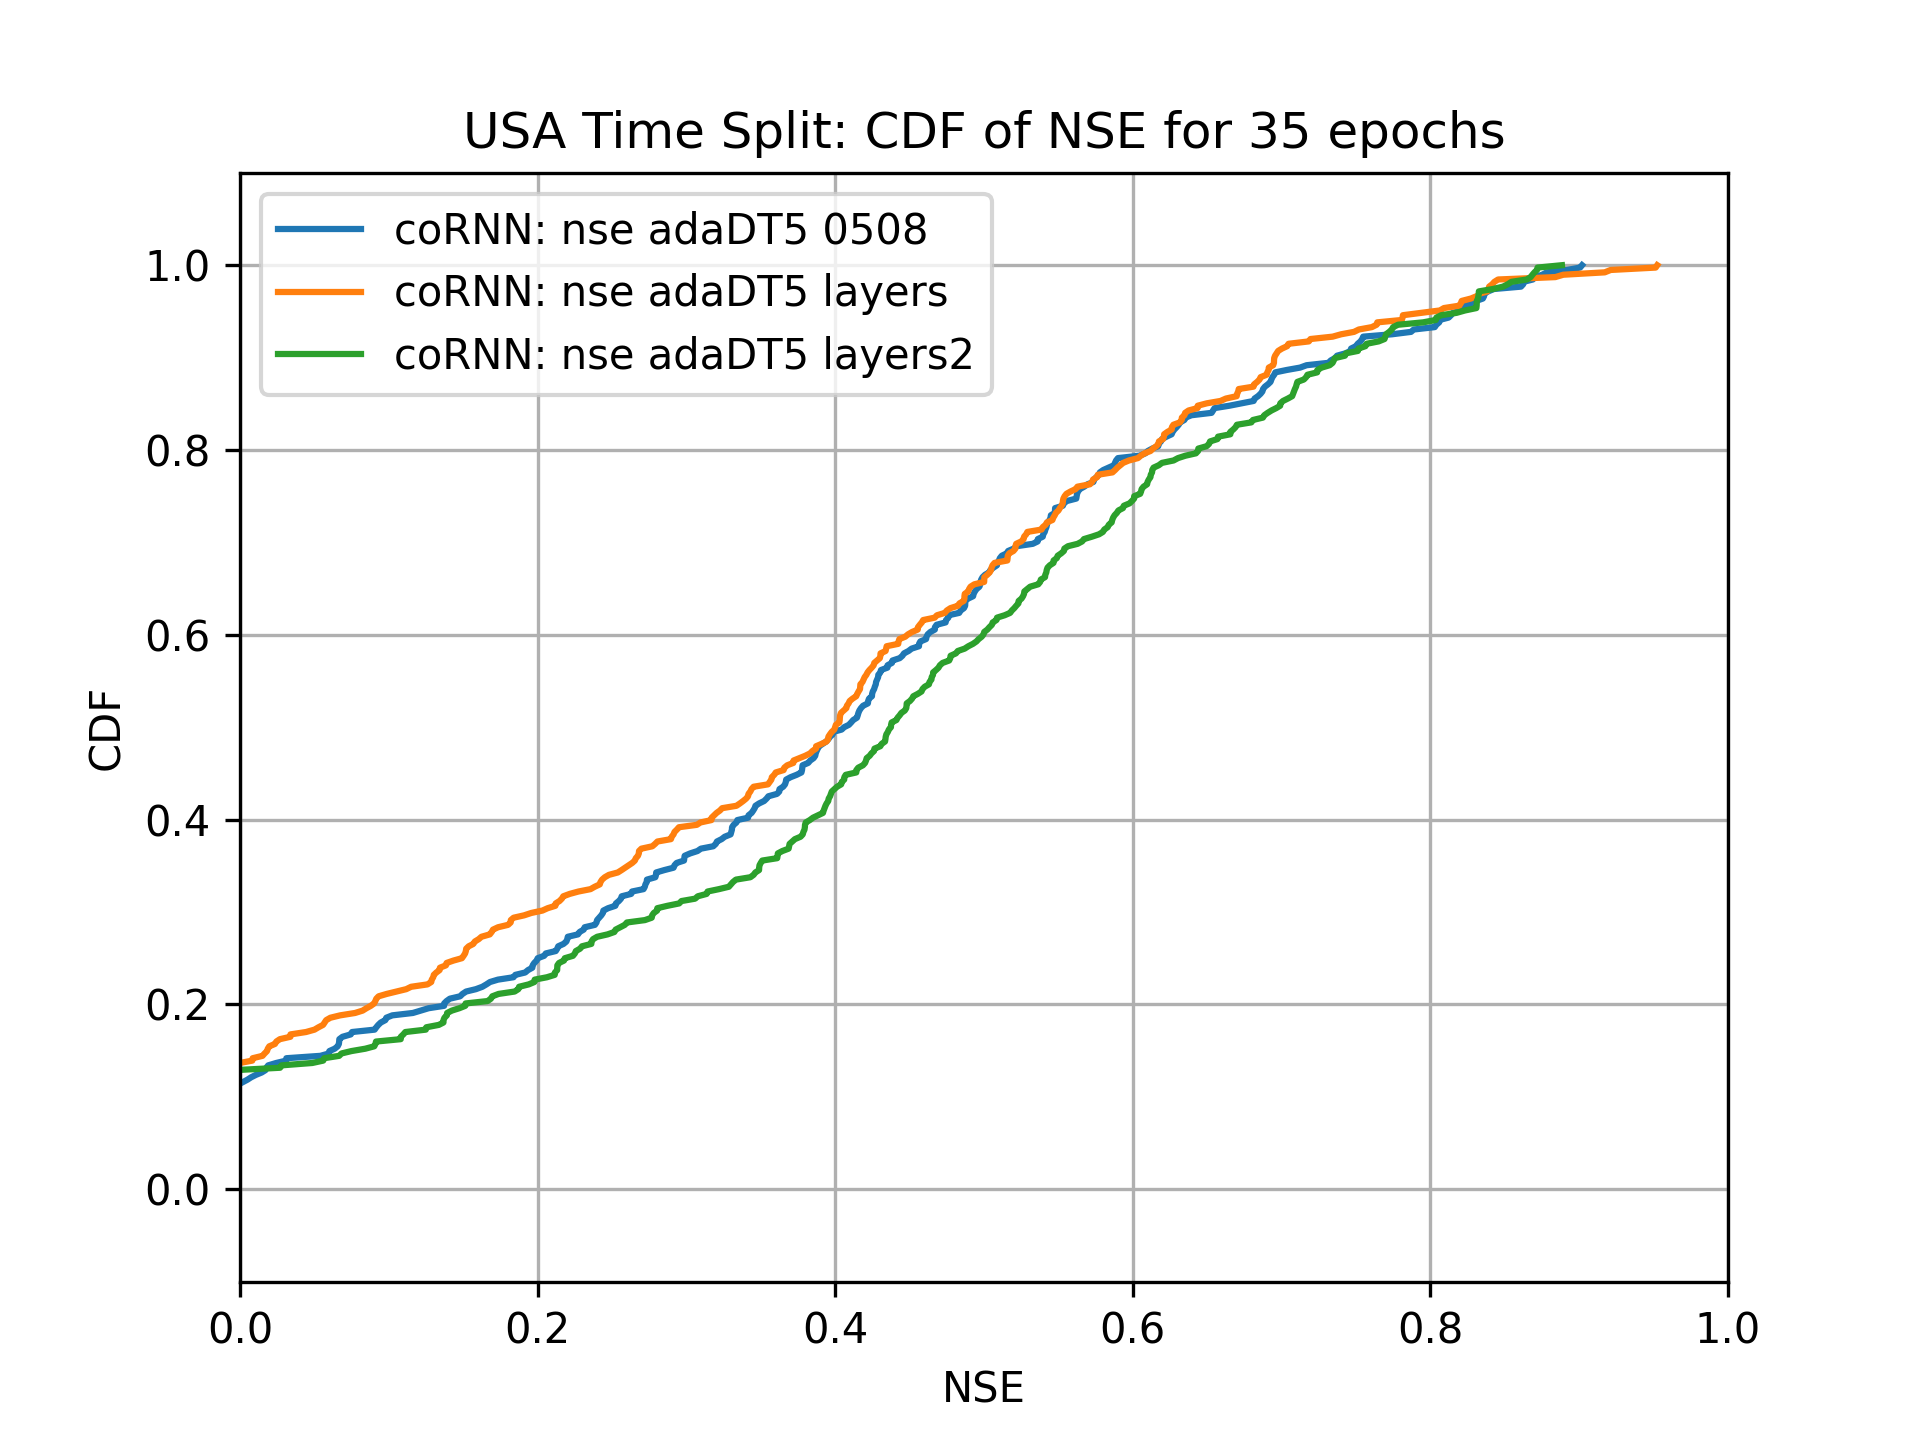 USA Time Split: CDF of NSE for 35 epochs
coRNN: nse adaDT5 0508
coRNN: nse adaDT5 layers
coRNN: nse adaDT5 layers2
1.0
0.8
0.6
0.4
0.2
0.0
CDF
0.0 0.2 0.4 0.6 0.8 1.0
NSE